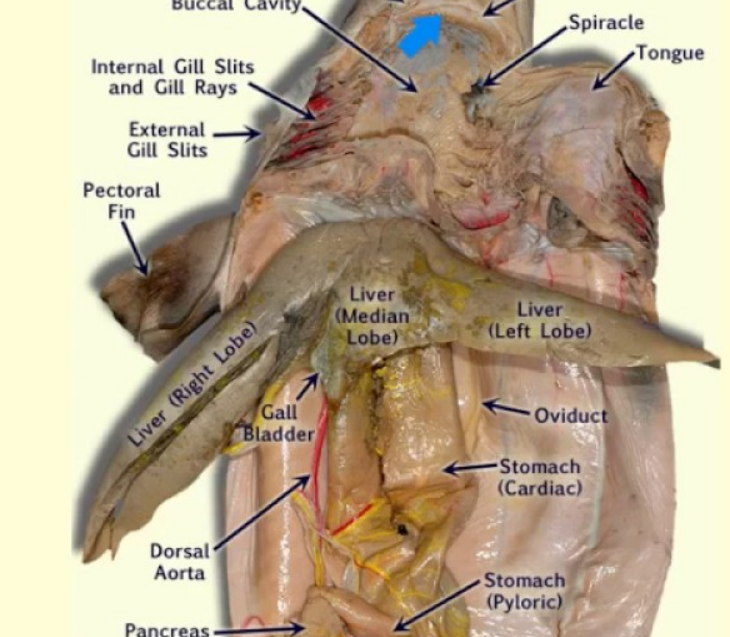 Buccal Cavity
Spiracle
Tongue
Internal Gill Slits
and Gill Rays
External
Gill Slits
Pectoral
Fin
Liver
(Median
Lobe)
Liver
(Left Lobe)
Liver (Right Lobe)
Gall
Bladder
Oviduct
Stomach
(Cardiac)
Dorsal
Aorta
Stomach
(Pyloric)
Pancreas